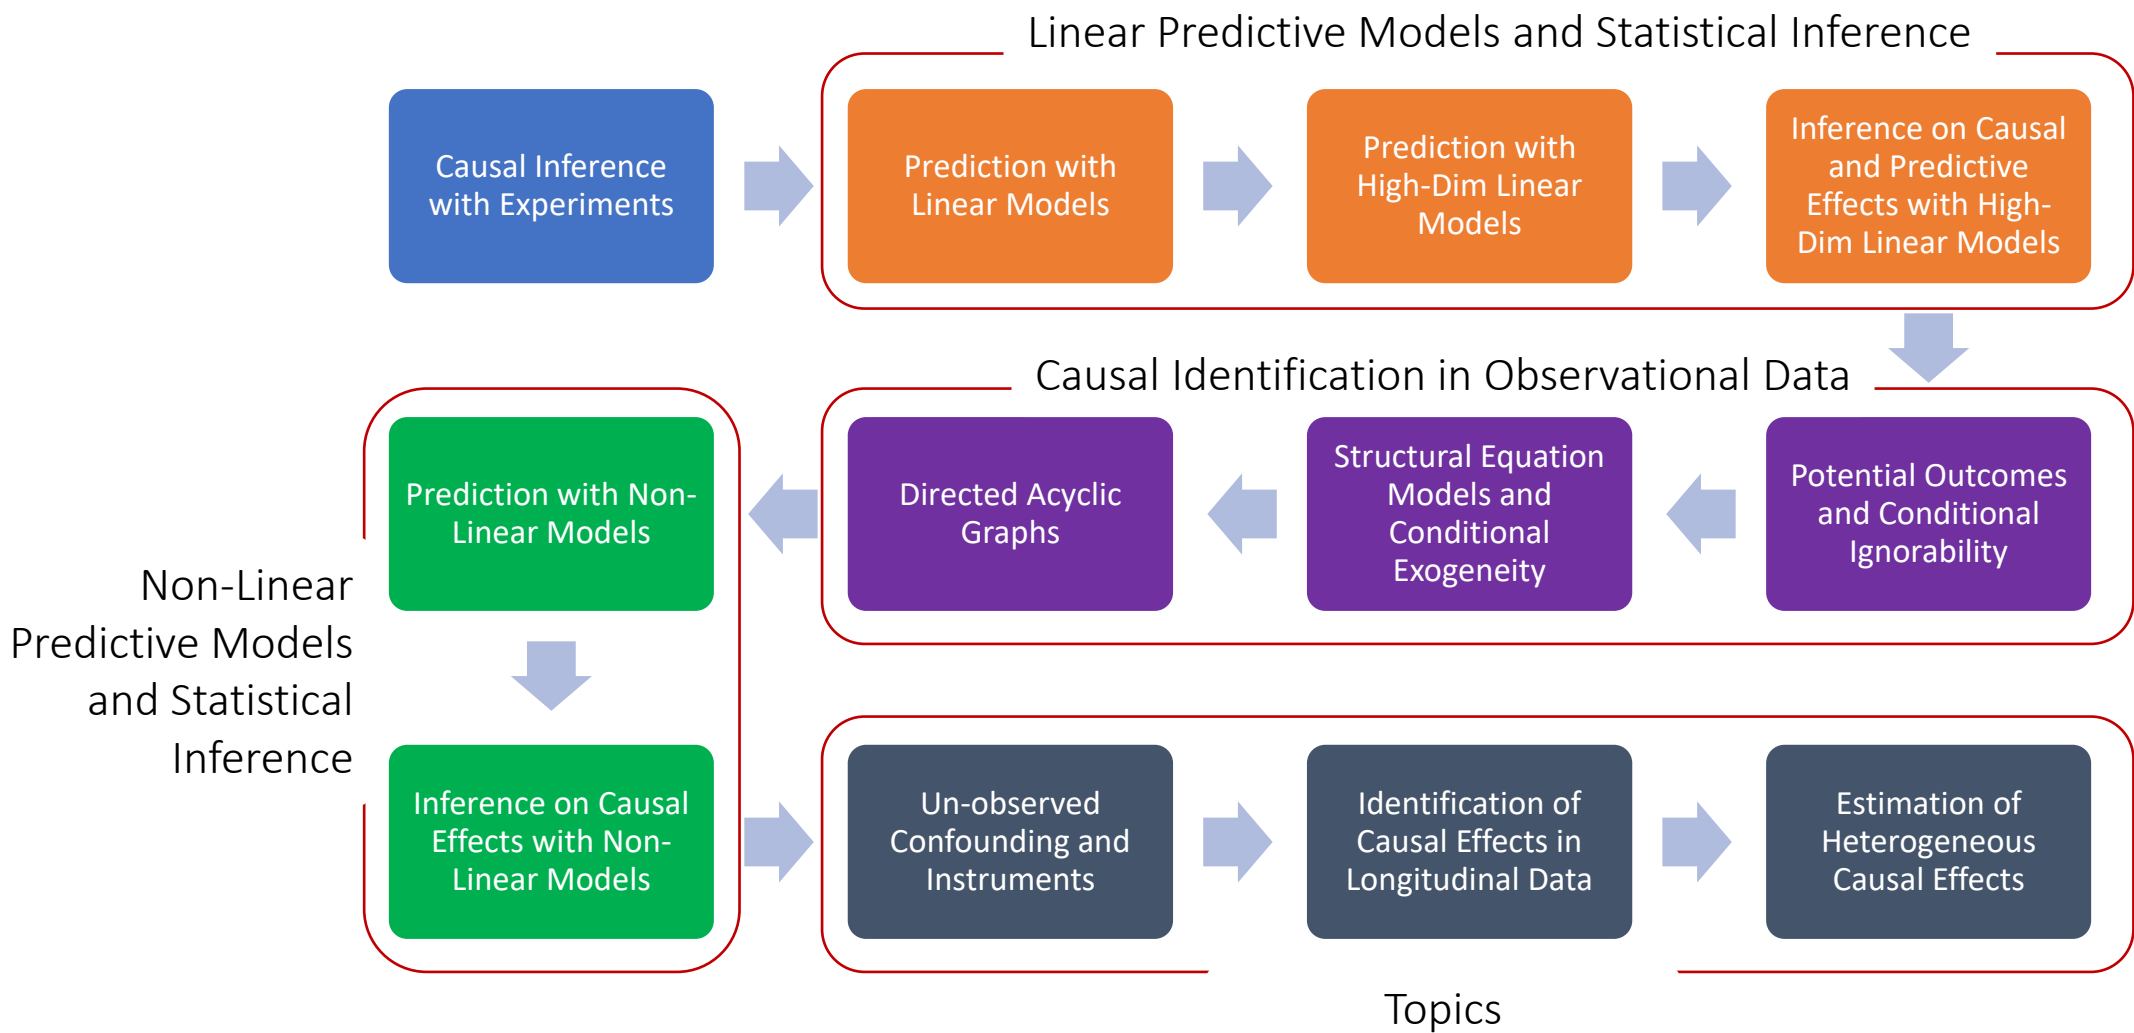 Linear Predictive Models and Statistical Inference
Causal Inference
with Experiments
Prediction with
Linear Models
Prediction with
High-Dim Linear
Models
Inference on Causal
and Predictive
Effects with High-
Dim Linear Models
Causal Identification in Observational Data
Potential Outcomes
and Conditional
Ignorability
Structural Equation
Models and
Conditional
Exogeneity
Directed Acyclic
Graphs
Non-Linear
Predictive Models
and Statistical
Inference
Prediction with Non-
Linear Models
Inference on Causal
Effects with Non-
Linear Models
Un-observed
Confounding and
Instruments
Identification of
Causal Effects in
Longitudinal Data
Estimation of
Heterogeneous
Causal Effects
Topics